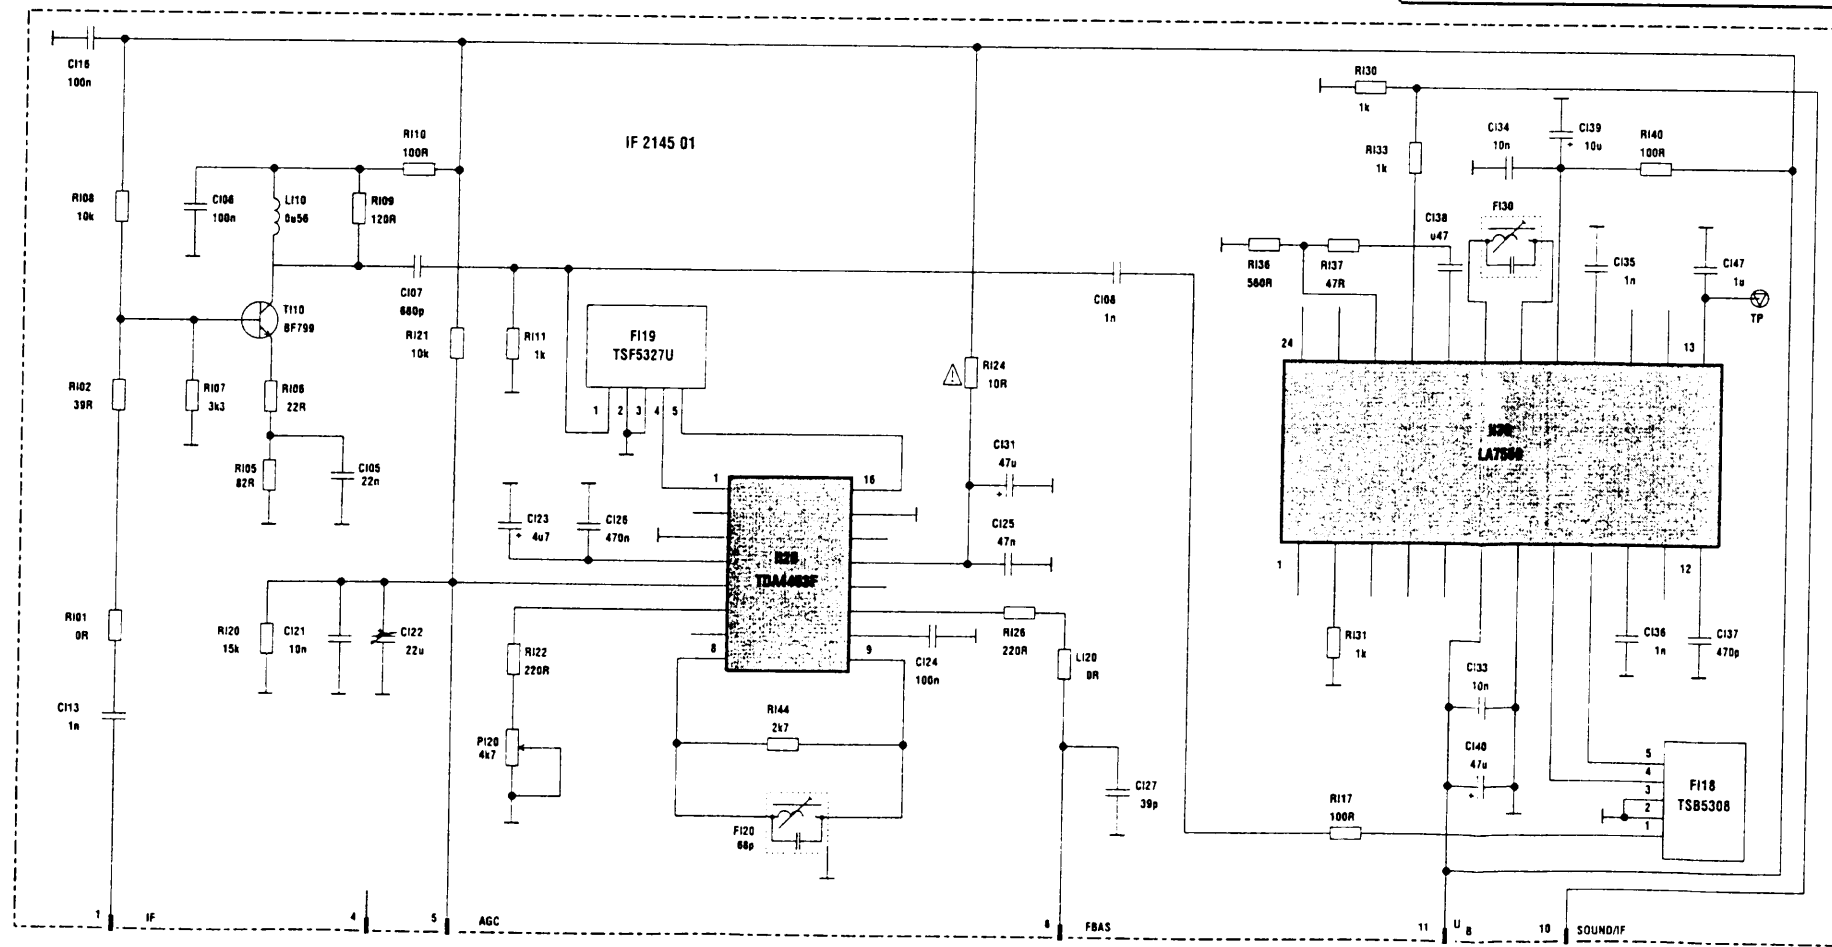 CI16
100n
RI30
1k
IF 2145 01
RI10
100R
CI34
10n
CI39
10u
RI40
100R
RI33
1k
RI08
10k
CI06
100n
LI10
0u56
RI09
120R
FI30
CI38
u47
RI36
560R
RI37
47R
CI35
1n
CI47
1u
TP
CI07
680p
CI08
1n
TI10
BF799
RI21
10k
RI11
1k
FI19
TSF5327U
24
13
RI24
10R
RI02
39R
RI07
3k3
RI06
22R
1
2
3
4
5
RI05
82R
CI05
22n
CI31
47u
1
16
CI23
4u7
CI26
470n
CI25
47n
TDA4453F
1
12
RI01
0R
RI20
15k
CI21
10n
CI22
22u
RI22
220R
8
9
CI24
100n
RI26
220R
LI20
0R
RI31
1k
CI36
1n
CI37
470p
CI33
10n
CI13
1n
RI44
2k7
PI20
4k7
CI40
47u
5
4
3
2
1
FI18
TSB5308
CI27
39p
RI17
100R
FI20
68p
1
IF
4
5
AGC
6
FBAS
11
U
B
10
SOUND/IF